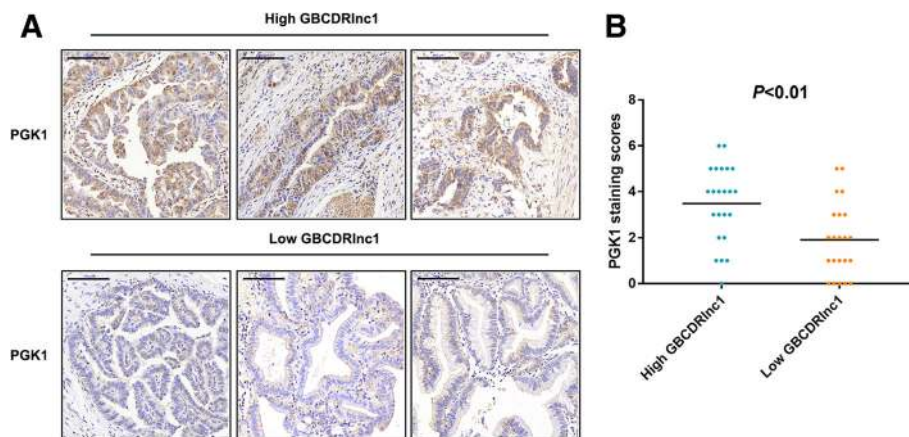 A
High GBCDRlnc1
PGK1
Low GBCDRlnc1
PGK1
B
P<0.01
PGK1 staining scores
8
6
4
2
0
High GBCDRlnc1
Low GBCDRlnc1